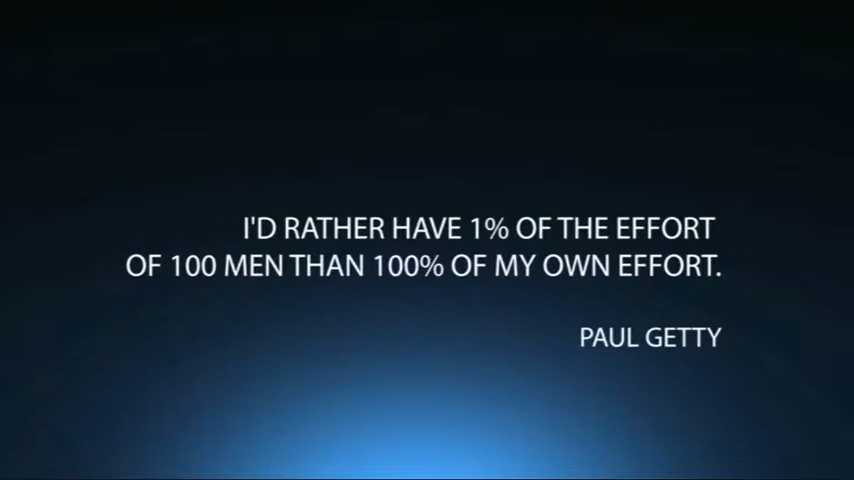 I'D RATHER HAVE 1% OF THE EFFORT
OF 100 MEN THAN 100% OF MY OWN EFFORT.
PAUL GETTY